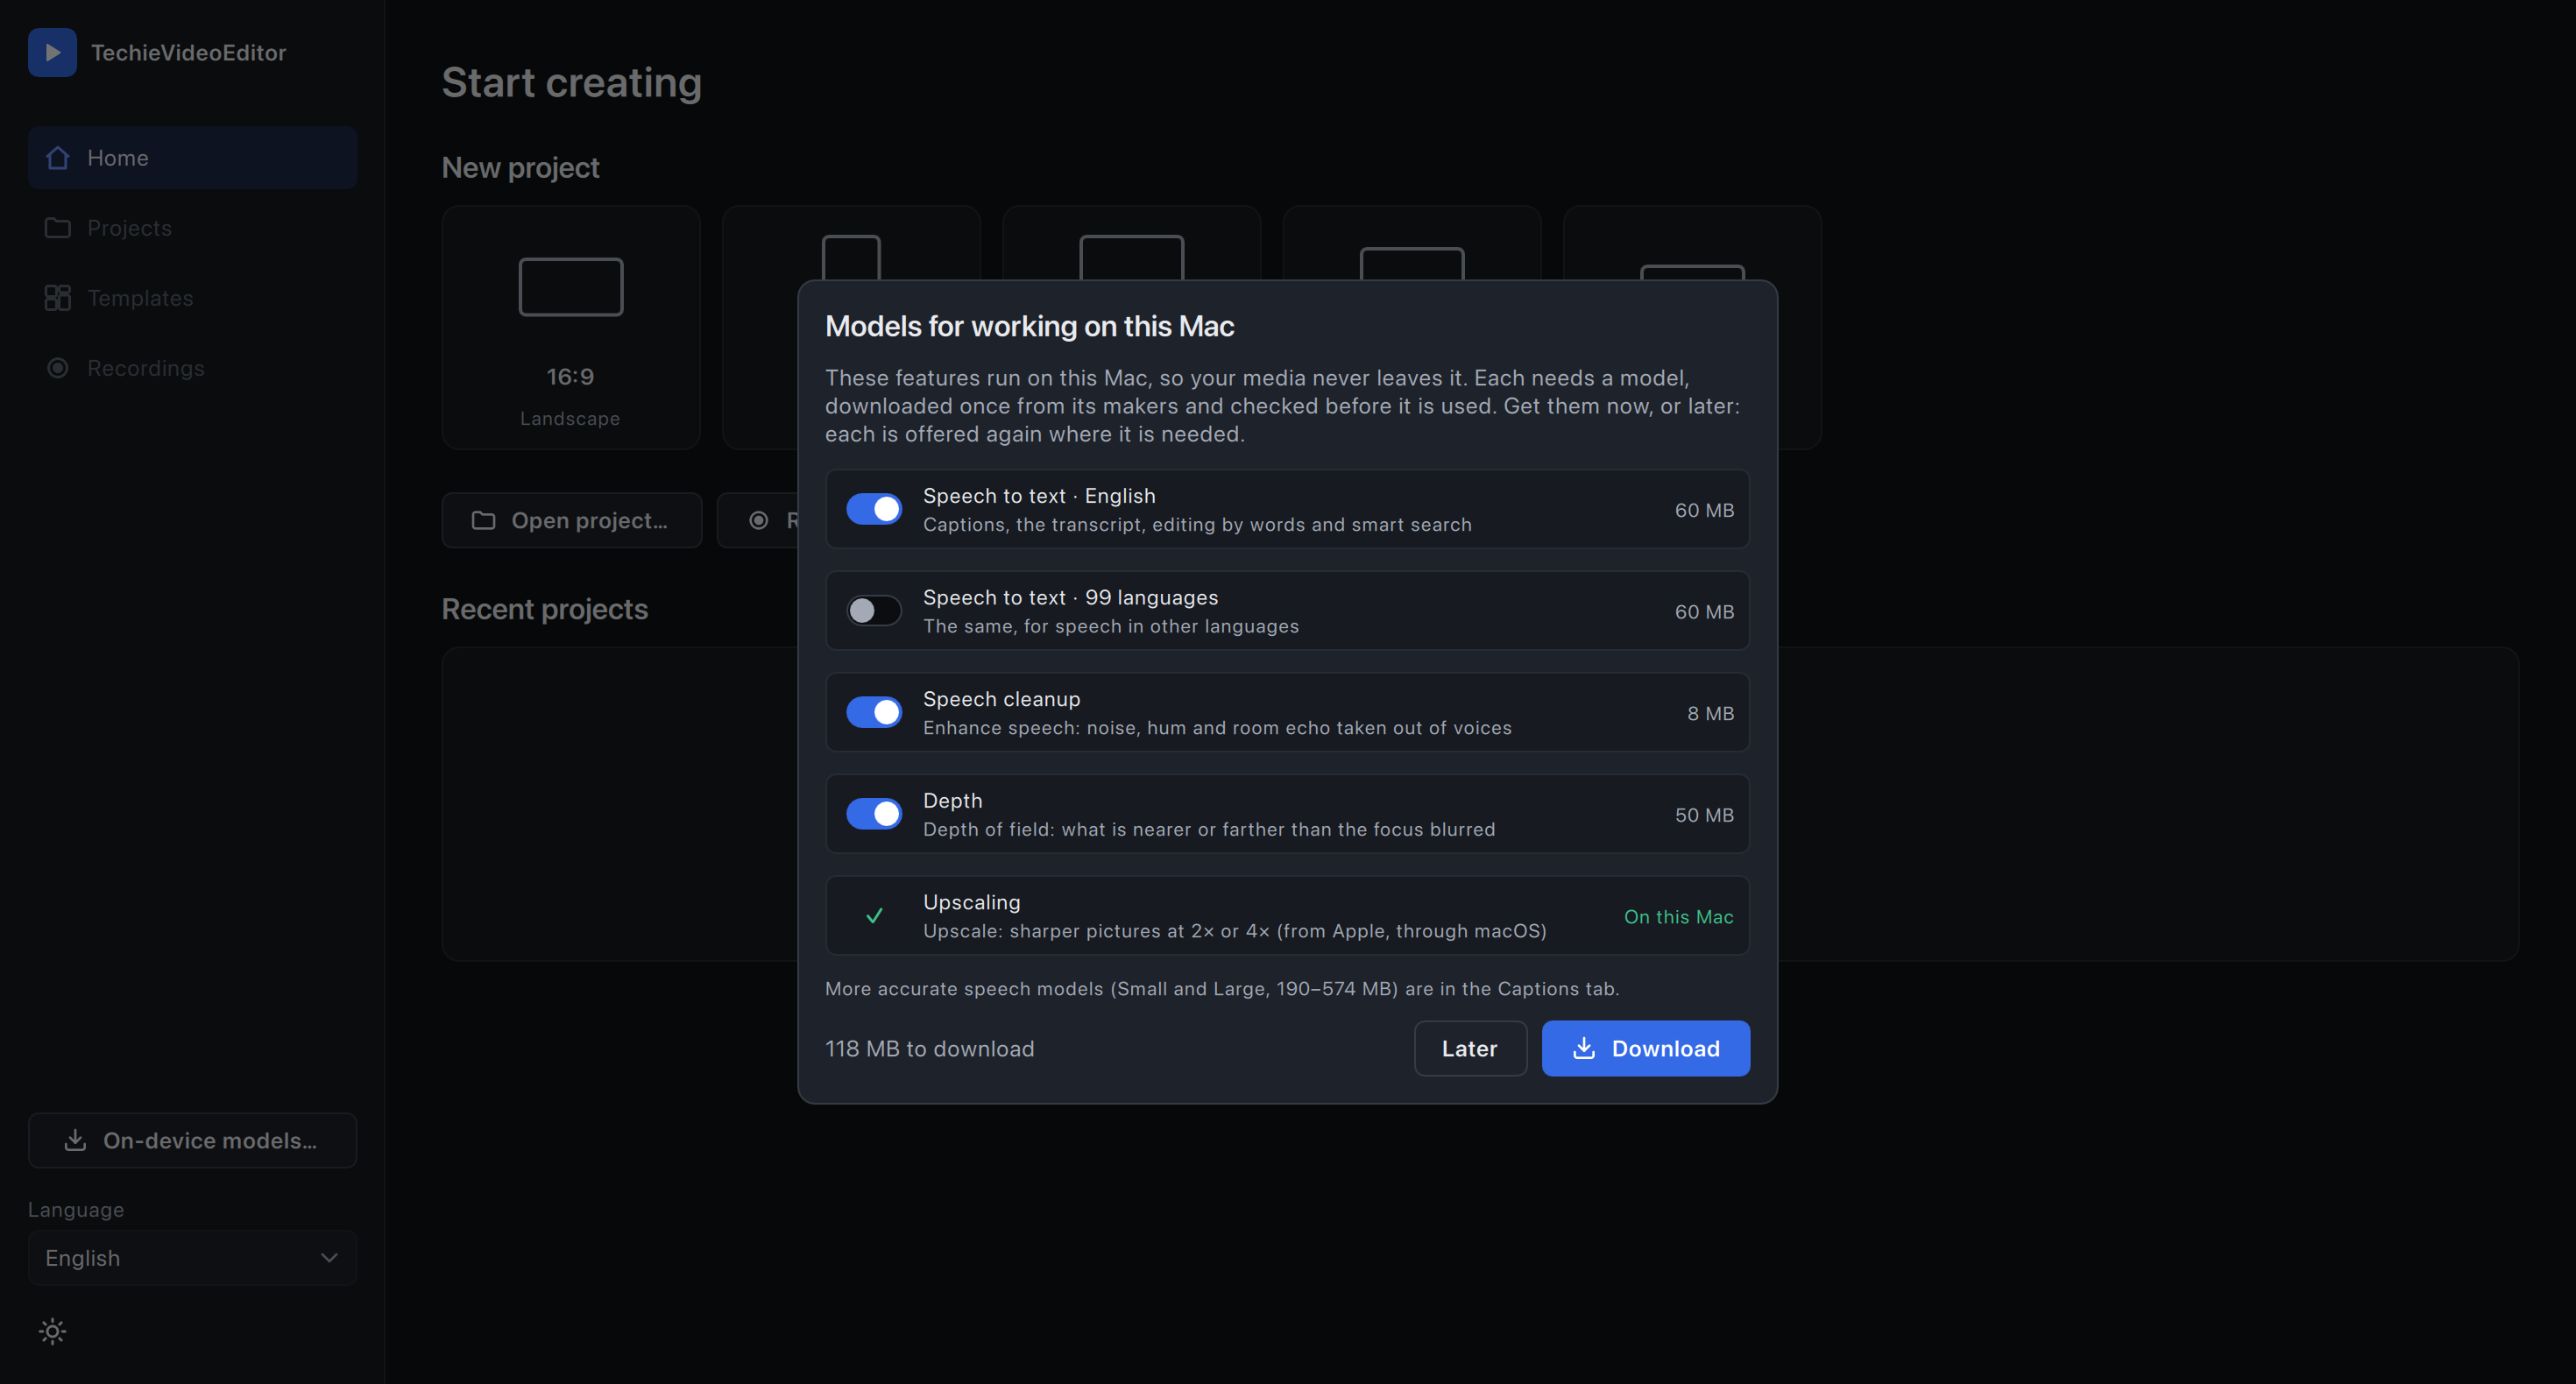 TechieVideoEditor
Home
Projects
Templates
Recordings
On-device models…
Language
English
Start creating
New project
16:9
Landscape
Open project…
R
Recent projects
Models for working on this Mac
These features run on this Mac, so your media never leaves it. Each needs a model,
downloaded once from its makers and checked before it is used. Get them now, or later:
each is offered again where it is needed.
Speech to text · English
Captions, the transcript, editing by words and smart search
60 MB
Speech to text · 99 languages
The same, for speech in other languages
60 MB
Speech cleanup
Enhance speech: noise, hum and room echo taken out of voices
8 MB
Depth
Depth of field: what is nearer or farther than the focus blurred
50 MB
Upscaling
Upscale: sharper pictures at 2× or 4× (from Apple, through macOS)
On this Mac
More accurate speech models (Small and Large, 190–574 MB) are in the Captions tab.
118 MB to download
Later
Download